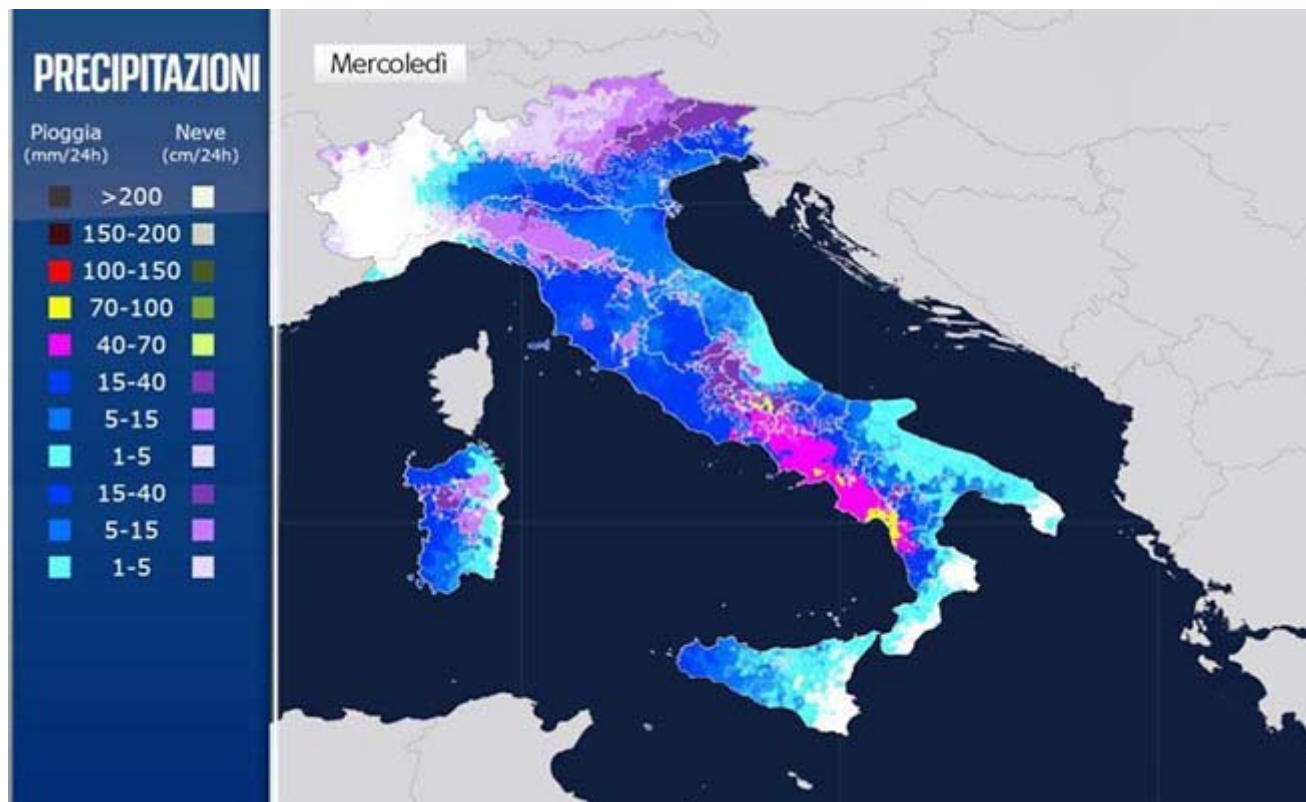 PRECIPITAZIONI
Mercoledì
Pioggia Neve
(mm/24h) (cm/24h)
>200
150-200
100-150
70-100
40-70
15-40
5-15
1-5
15-40
5-15
1-5